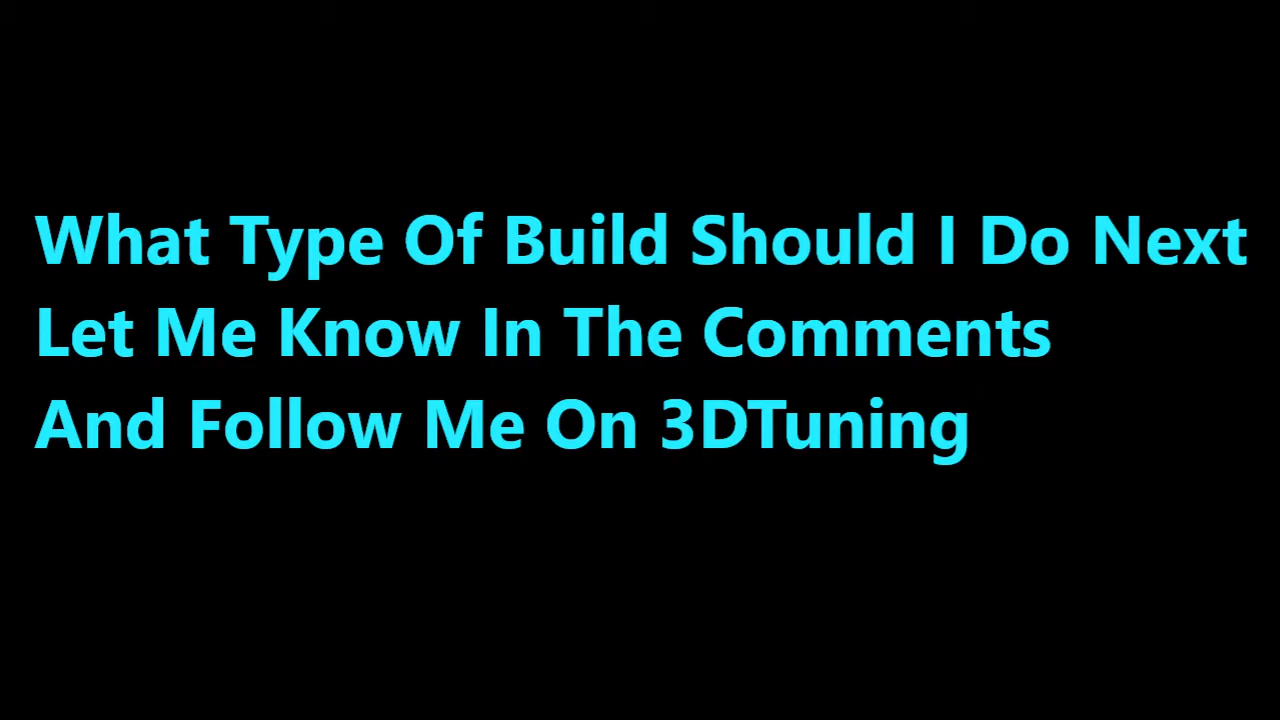 What Type Of Build Should I Do Next
Let Me Know In The Comments
And Follow Me On 3DTuning